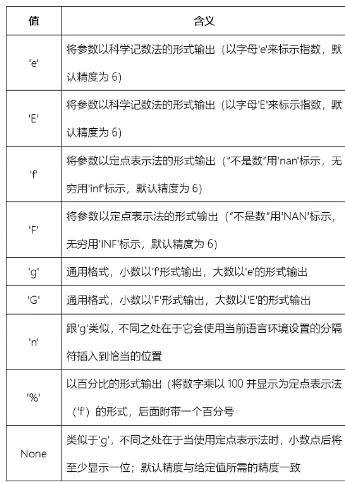 值 含义
'e' 将参数以科学记数法的形式输出（以字母'e'来标示指数，默
认精度为 6）
'E' 将参数以科学记数法的形式输出（以字母'E'来标示指数，默
认精度为 6）
'f' 将参数以定点表示法的形式输出（“不是数”用'nan'标示，无
穷用'inf'标示，默认精度为 6）
'F' 将参数以定点表示法的形式输出（“不是数”用'NAN'标示，
无穷用'INF'标示，默认精度为 6）
'g' 通用格式，小数以'f'形式输出，大数以'e'的形式输出
'G' 通用格式，小数以'F'形式输出，大数以'E'的形式输出
'n' 跟'g'类似，不同之处在于它会使用当前语言环境设置的分隔
符插入到恰当的位置
'%' 以百分比的形式输出（将数字乘以 100 并显示为定点表示法
（'f'）的形式，后面附带一个百分号
None 类似于'g'，不同之处在于当使用定点表示法时，小数点后将
至少显示一位；默认精度与给定值所需的精度一致